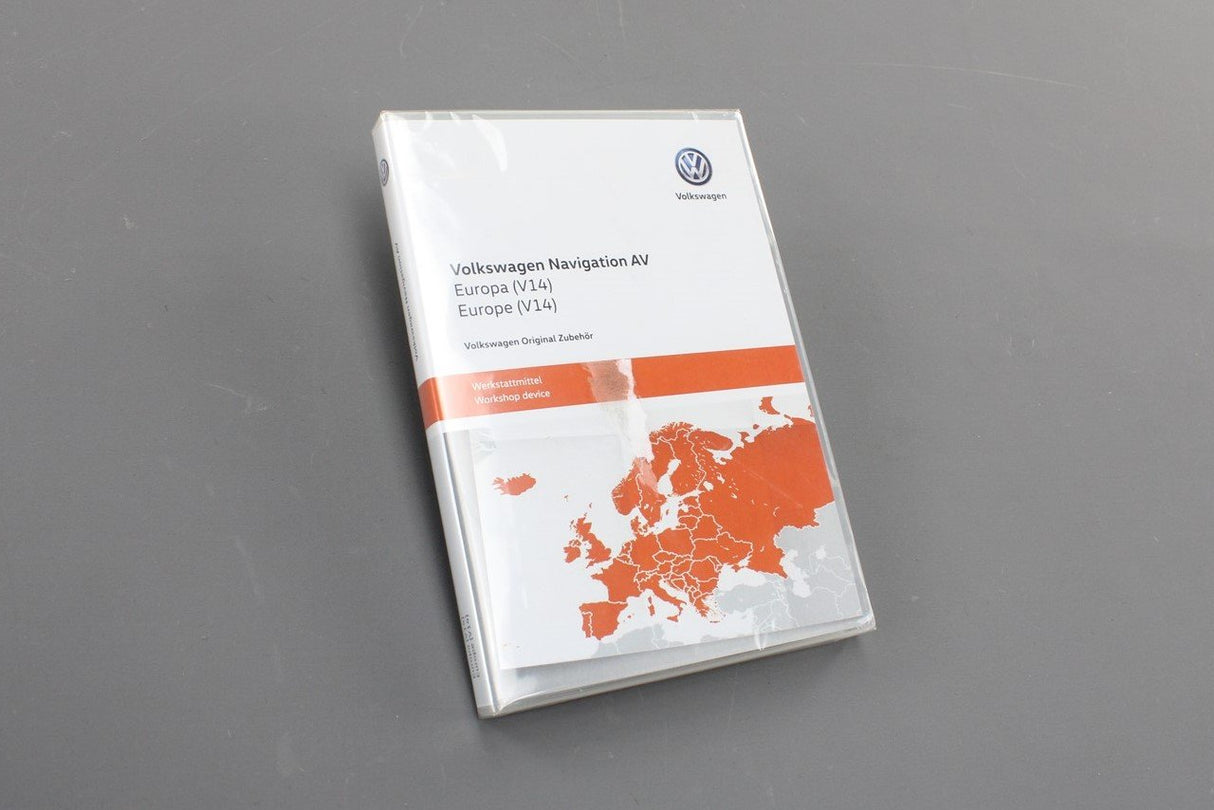 Volkswagen
Volkswagen Navigation AV
Europa (V14)
Europe (V14)
Volkswagen Original Zubehör
Werkstattmittel
Workshop device